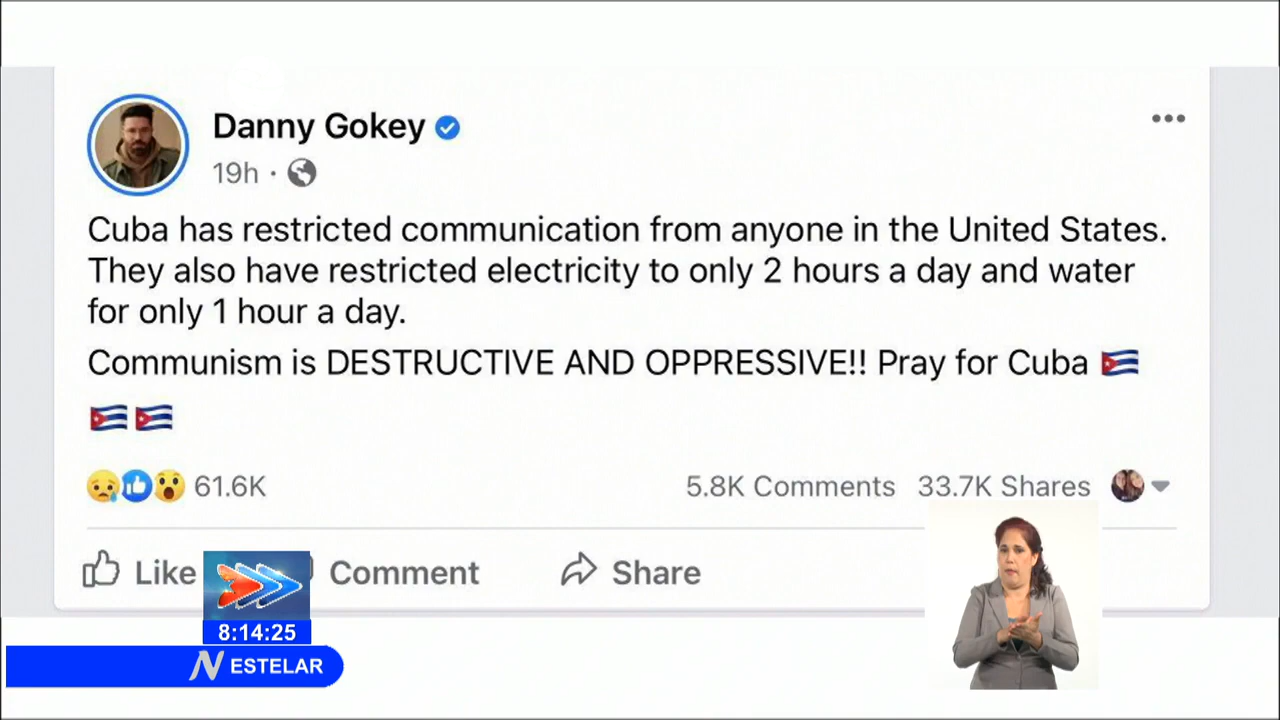 Danny Gokey
19h ·
Cuba has restricted communication from anyone in the United States.
They also have restricted electricity to only 2 hours a day and water
for only 1 hour a day.
Communism is DESTRUCTIVE AND OPPRESSIVE!! Pray for Cuba 🇨🇺
🇨🇺 🇨🇺
61.6K 5.8K Comments 33.7K Shares
Like Comment Share
8:14:25
N ESTELAR